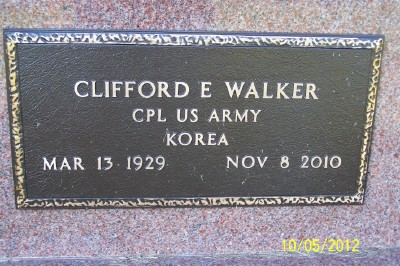 CLIFFORD E WALKER
CPL US ARMY
KOREA
MAR 13 1929 NOV 8 2010
10/05/2012